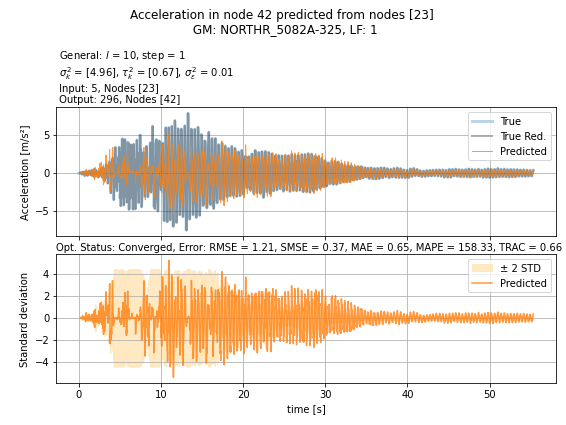 Acceleration in node 42 predicted from nodes [23]
GM: NORTHR_5082A-325, LF: 1
General: l = 10, step = 1
σ²ₖ = [4.96], τ²ₖ = [0.67], σ²ε = 0.01
Input: 5, Nodes [23]
Output: 296, Nodes [42]
True
True Red.
Predicted
5
0
−5
Acceleration [m/s²]
Opt. Status: Converged, Error: RMSE = 1.21, SMSE = 0.37, MAE = 0.65, MAPE = 158.33, TRAC = 0.66
± 2 STD
Predicted
4
2
0
−2
−4
Standard deviation
0 10 20 30 40 50
time [s]